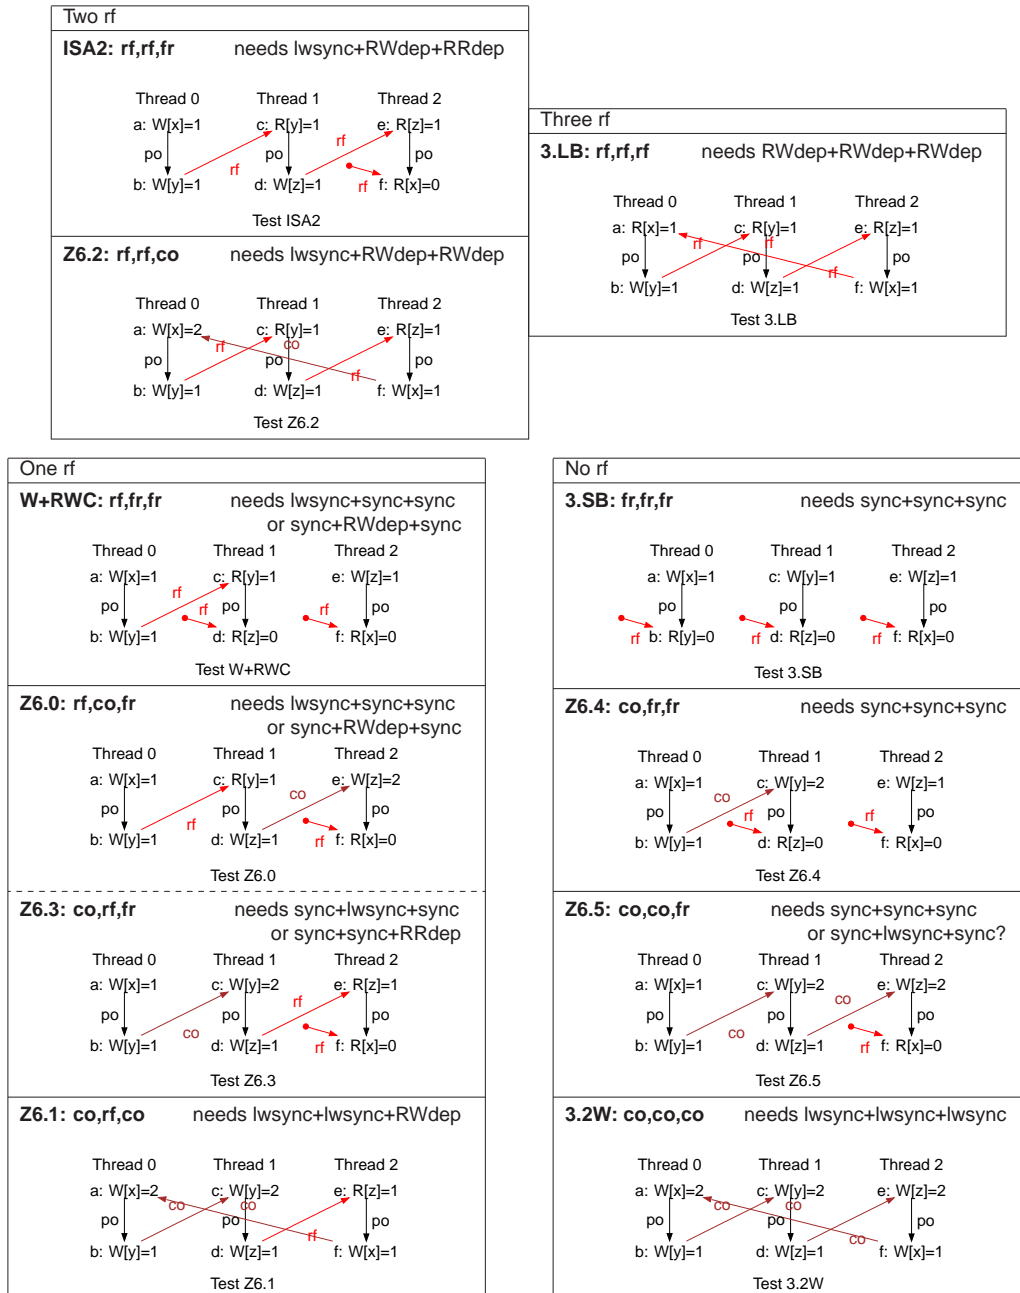 Two rf
ISA2: rf,rf,fr needs lwsync+RWdep+RRdep
Thread 0 Thread 1 Thread 2
a: W[x]=1 c: R[y]=1 e: R[z]=1
rf
po po po
rf rf
b: W[y]=1 d: W[z]=1 f: R[x]=0
Test ISA2
Z6.2: rf,rf,co needs lwsync+RWdep+RWdep
Thread 0 Thread 1 Thread 2
a: W[x]=2 c: R[y]=1 e: R[z]=1
rf co
po po po
rf
b: W[y]=1 d: W[z]=1 f: W[x]=1
Test Z6.2
Three rf
3.LB: rf,rf,rf needs RWdep+RWdep+RWdep
Thread 0 Thread 1 Thread 2
a: R[x]=1 c: R[y]=1 e: R[z]=1
rf rf
po po po
rf
b: W[y]=1 d: W[z]=1 f: W[x]=1
Test 3.LB
One rf
W+RWC: rf,fr,fr needs lwsync+sync+sync
or sync+RWdep+sync
Thread 0 Thread 1 Thread 2
a: W[x]=1 c: R[y]=1 e: W[z]=1
rf
po rf po rf po
b: W[y]=1 d: R[z]=0 f: R[x]=0
Test W+RWC
Z6.0: rf,co,fr needs lwsync+sync+sync
or sync+RWdep+sync
Thread 0 Thread 1 Thread 2
a: W[x]=1 c: R[y]=1 e: W[z]=2
co
po po po
rf rf
b: W[y]=1 d: W[z]=1 f: R[x]=0
Test Z6.0
Z6.3: co,rf,fr needs sync+lwsync+sync
or sync+sync+RRdep
Thread 0 Thread 1 Thread 2
a: W[x]=1 c: W[y]=2 e: R[z]=1
rf
po po po
co rf
b: W[y]=1 d: W[z]=1 f: R[x]=0
Test Z6.3
Z6.1: co,rf,co needs lwsync+lwsync+RWdep
Thread 0 Thread 1 Thread 2
a: W[x]=2 c: W[y]=2 e: R[z]=1
co co
po po po
rf
b: W[y]=1 d: W[z]=1 f: W[x]=1
Test Z6.1
No rf
3.SB: fr,fr,fr needs sync+sync+sync
Thread 0 Thread 1 Thread 2
a: W[x]=1 c: W[y]=1 e: W[z]=1
po po po
rf b: R[y]=0 rf d: R[z]=0 rf f: R[x]=0
Test 3.SB
Z6.4: co,fr,fr needs sync+sync+sync
Thread 0 Thread 1 Thread 2
a: W[x]=1 c: W[y]=2 e: W[z]=1
co
po rf po rf po
b: W[y]=1 d: R[z]=0 f: R[x]=0
Test Z6.4
Z6.5: co,co,fr needs sync+sync+sync
or sync+lwsync+sync?
Thread 0 Thread 1 Thread 2
a: W[x]=1 c: W[y]=2 e: W[z]=2
co
po po po
co rf
b: W[y]=1 d: W[z]=1 f: R[x]=0
Test Z6.5
3.2W: co,co,co needs lwsync+lwsync+lwsync
Thread 0 Thread 1 Thread 2
a: W[x]=2 c: W[y]=2 e: W[z]=2
co co
po po po
co
b: W[y]=1 d: W[z]=1 f: W[x]=1
Test 3.2W